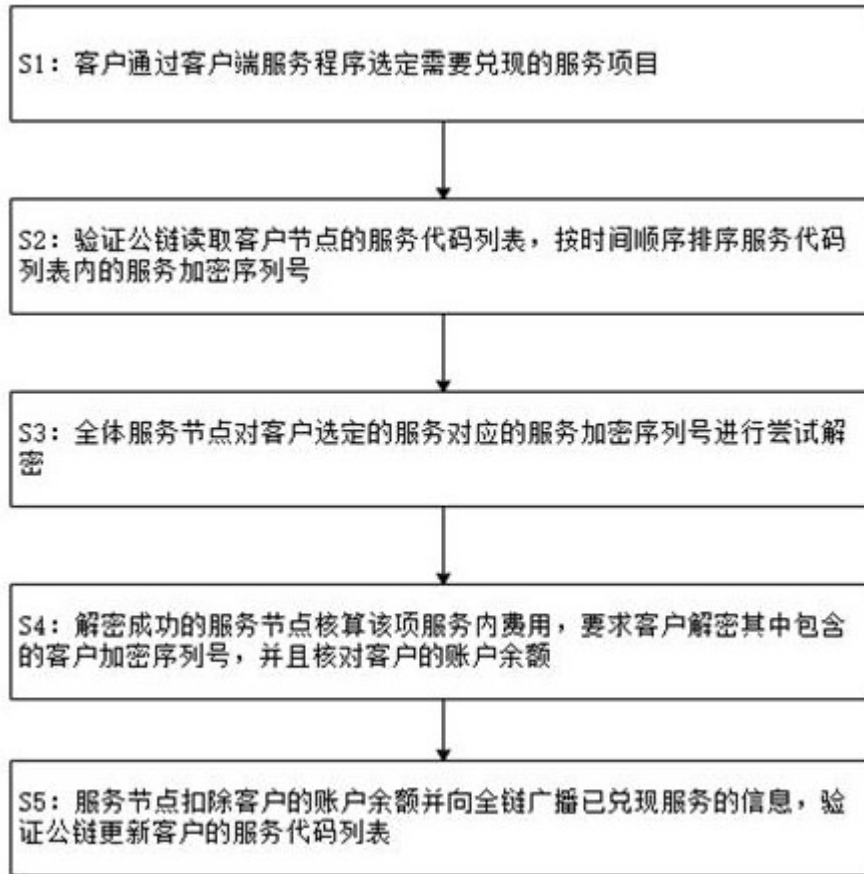 S1：客户通过客户端服务程序选定需要兑现的服务项目
S2：验证公链读取客户节点的服务代码列表，按时间顺序排序服务代码
列表内的服务加密序列号
S3：全体服务节点对客户选定的服务对应的服务加密序列号进行尝试解
密
S4：解密成功的服务节点核算该项服务内费用，要求客户解密其中包含
的客户加密序列号，并且核对客户的账户余额
S5：服务节点扣除客户的账户余额并向全链广播已兑现服务的信息，验
证公链更新客户的服务代码列表